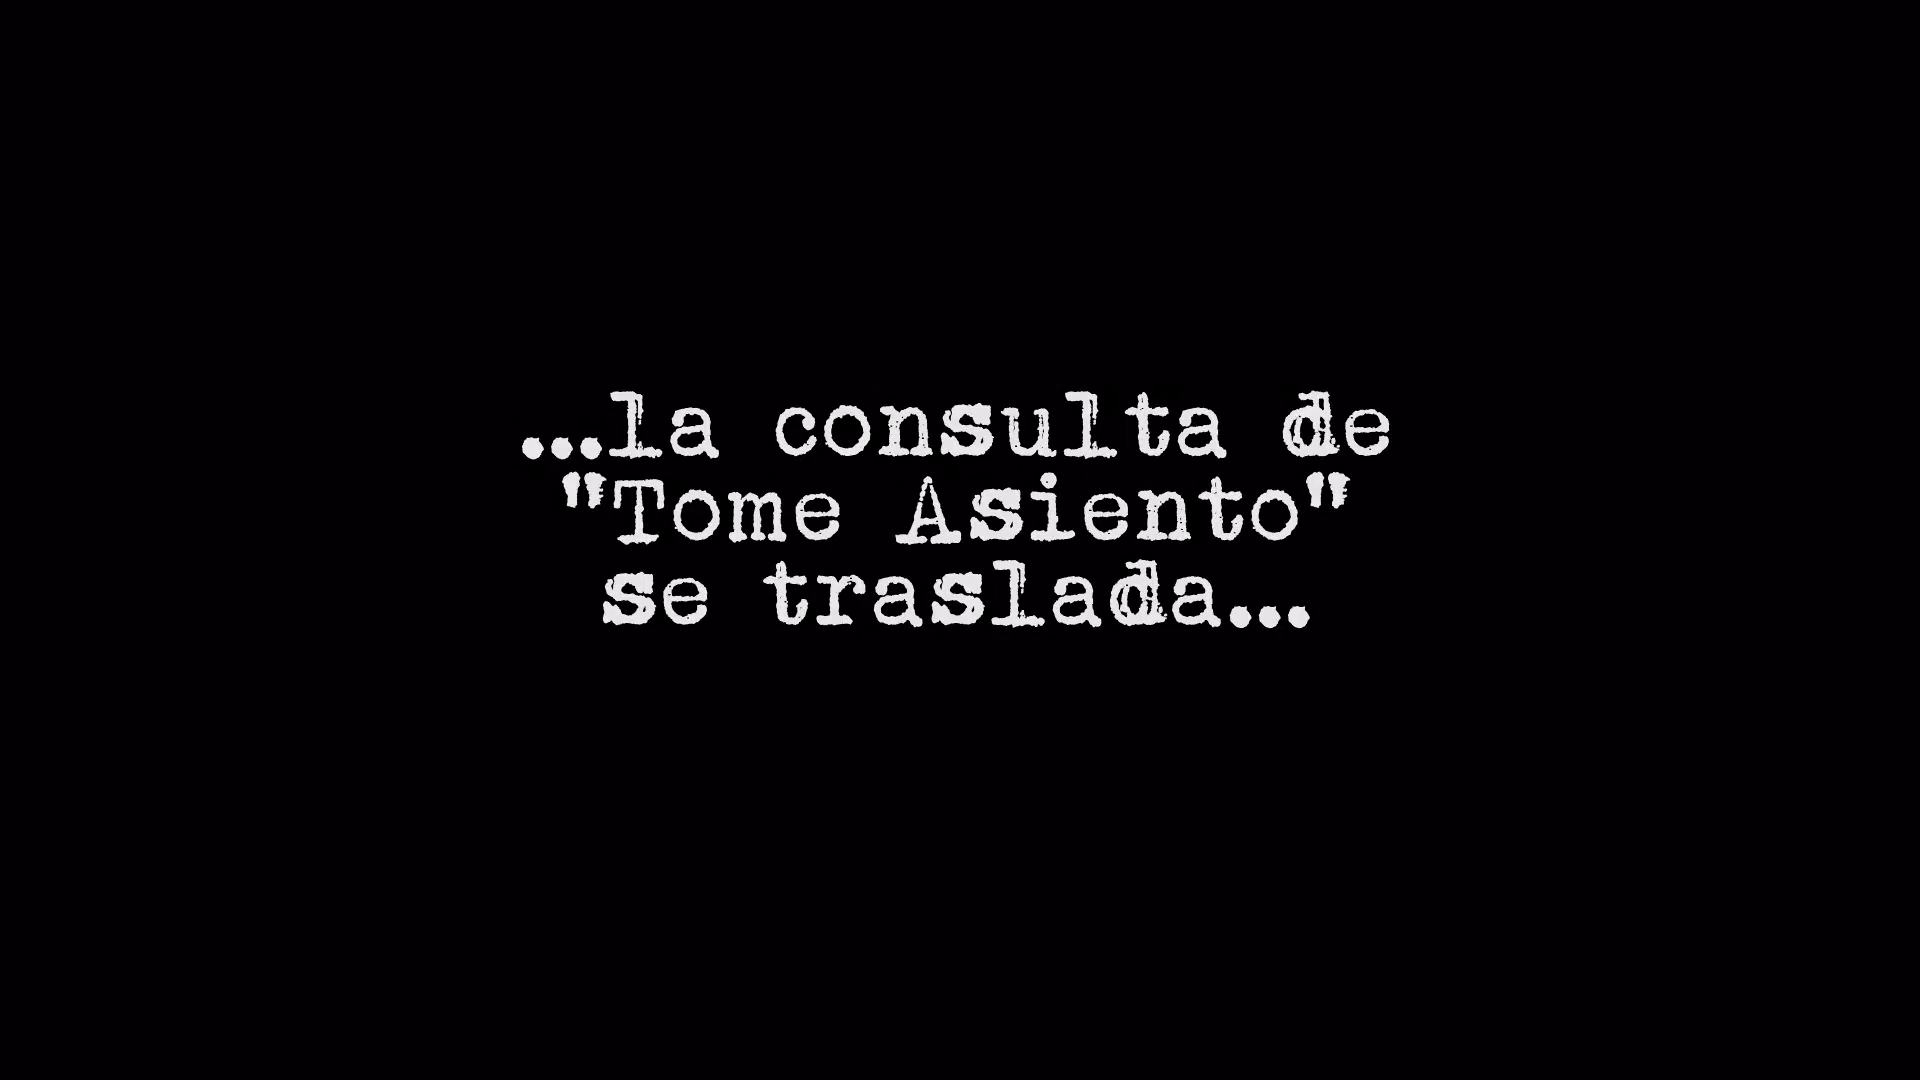 ...la consulta de
"Tome Asiento"
se traslada...